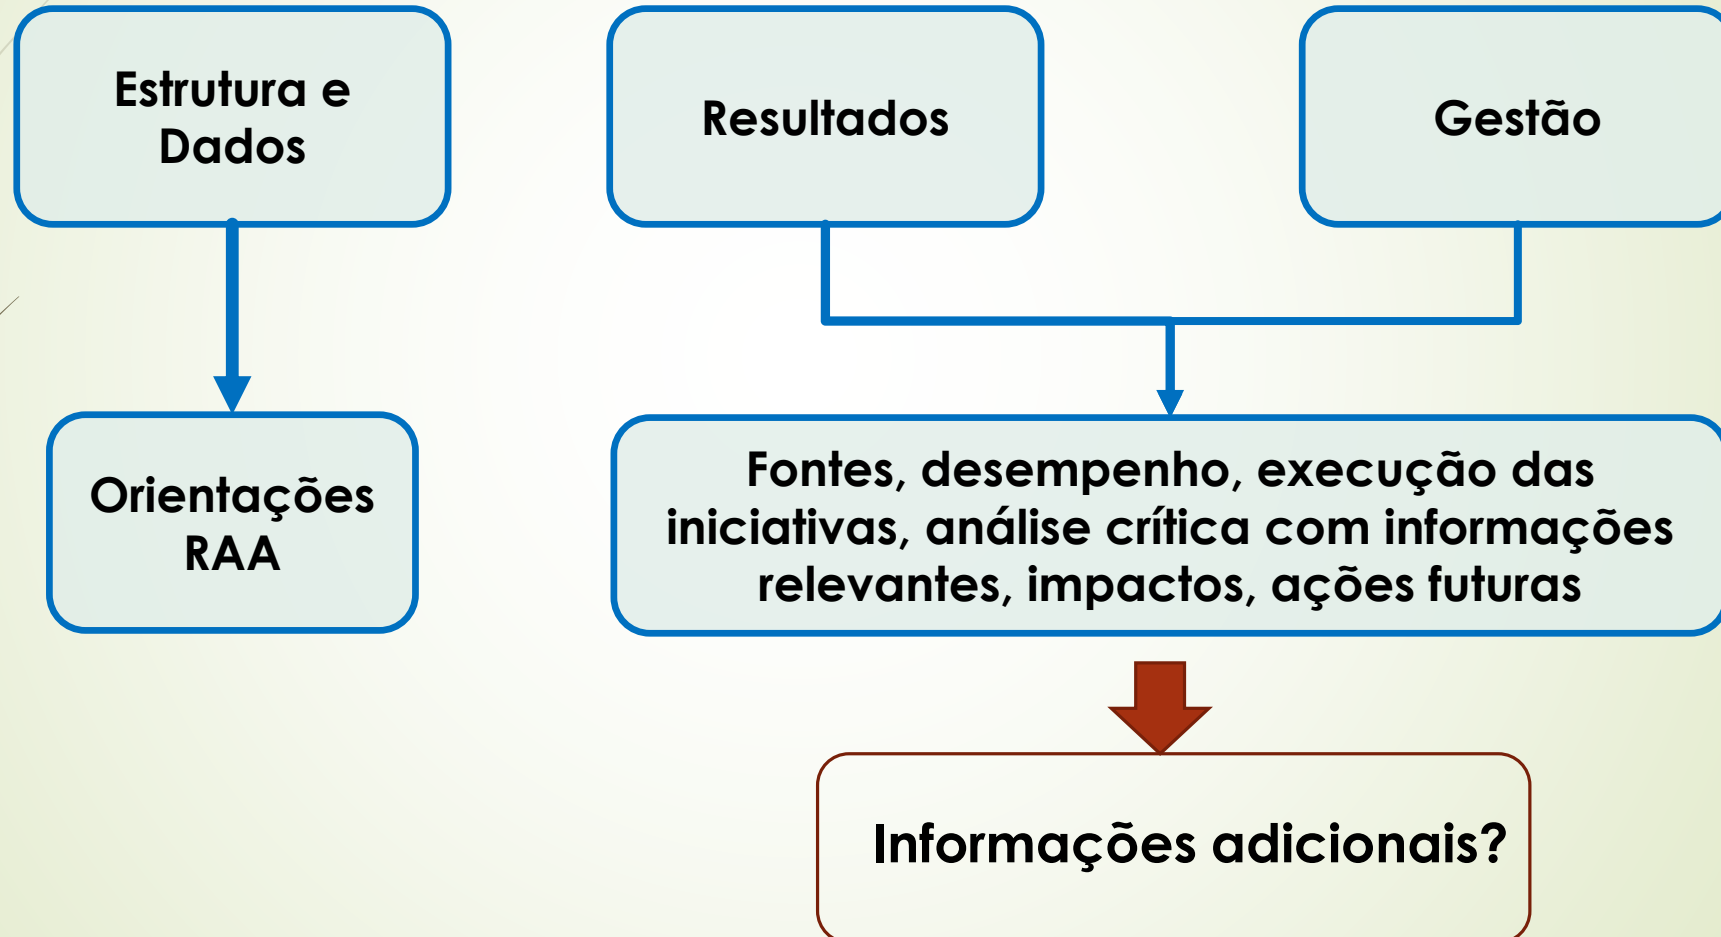 Estrutura e
Dados
Resultados
Gestão
Orientações
RAA
Fontes, desempenho, execução das
iniciativas, análise crítica com informações
relevantes, impactos, ações futuras
Informações adicionais?